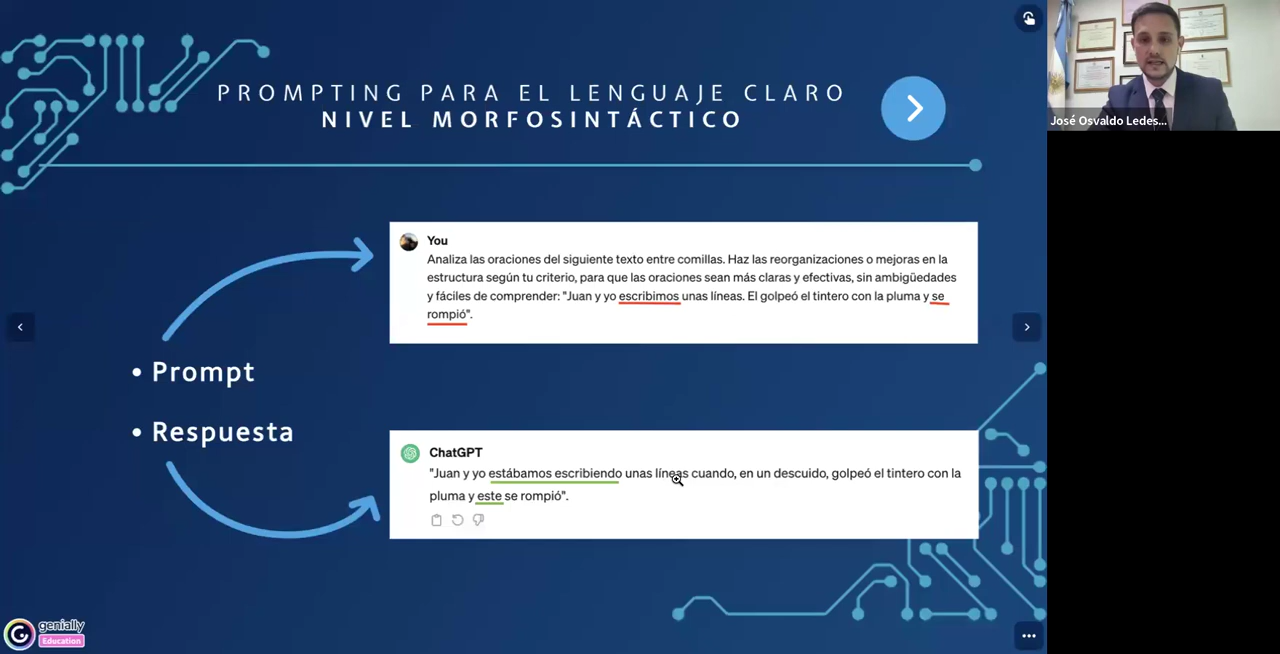 PROMPTING PARA EL LENGUAJE CLARO
NIVEL MORFOSINTÁCTICO
José Osvaldo Ledes...
You
Analiza las oraciones del siguiente texto entre comillas. Haz las reorganizaciones o mejoras en la
estructura según tu criterio, para que las oraciones sean más claras y efectivas, sin ambigüedades
y fáciles de comprender: "Juan y yo escribimos unas líneas. El golpeó el tintero con la pluma y se
rompió".
• Prompt
• Respuesta
ChatGPT
"Juan y yo estábamos escribiendo unas líneas cuando, en un descuido, golpeó el tintero con la
pluma y este se rompió".
genially
Education